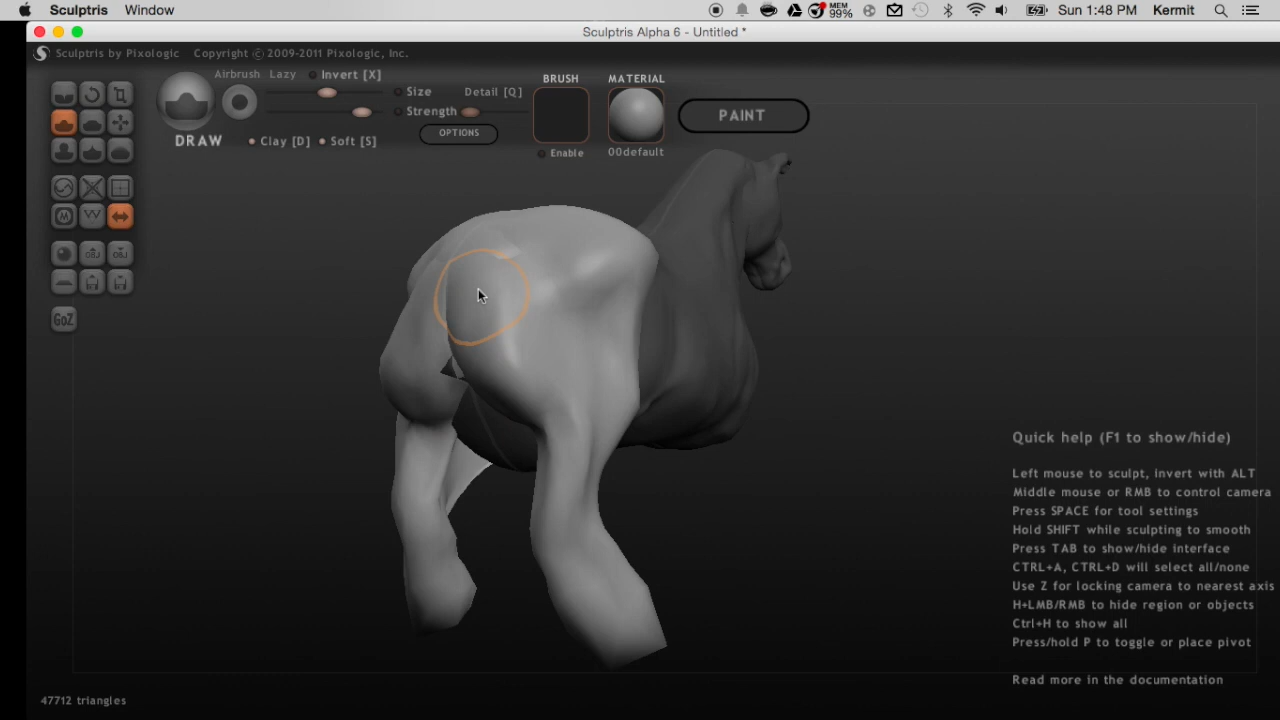 Sculptris Window MEM 99% Sun 1:48 PM Kermit
Sculptris Alpha 6 - Untitled *
Sculptris by Pixologic Copyright © 2009-2011 Pixologic, Inc.
Airbrush Lazy Invert [X]
Size Detail [Q]
Strength
OPTIONS
DRAW Clay [D] Soft [S]
BRUSH
Enable
MATERIAL
00default
PAINT
OBJ OBJ
GoZ
Quick help (F1 to show/hide)
Left mouse to sculpt, invert with ALT
Middle mouse or RMB to control camera
Press SPACE for tool settings
Hold SHIFT while sculpting to smooth
Press TAB to show/hide interface
CTRL+A, CTRL+D will select all/none
Use Z for locking camera to nearest axis
H+LMB/RMB to hide region or objects
Ctrl+H to show all
Press/hold P to toggle or place pivot
Read more in the documentation
47712 triangles